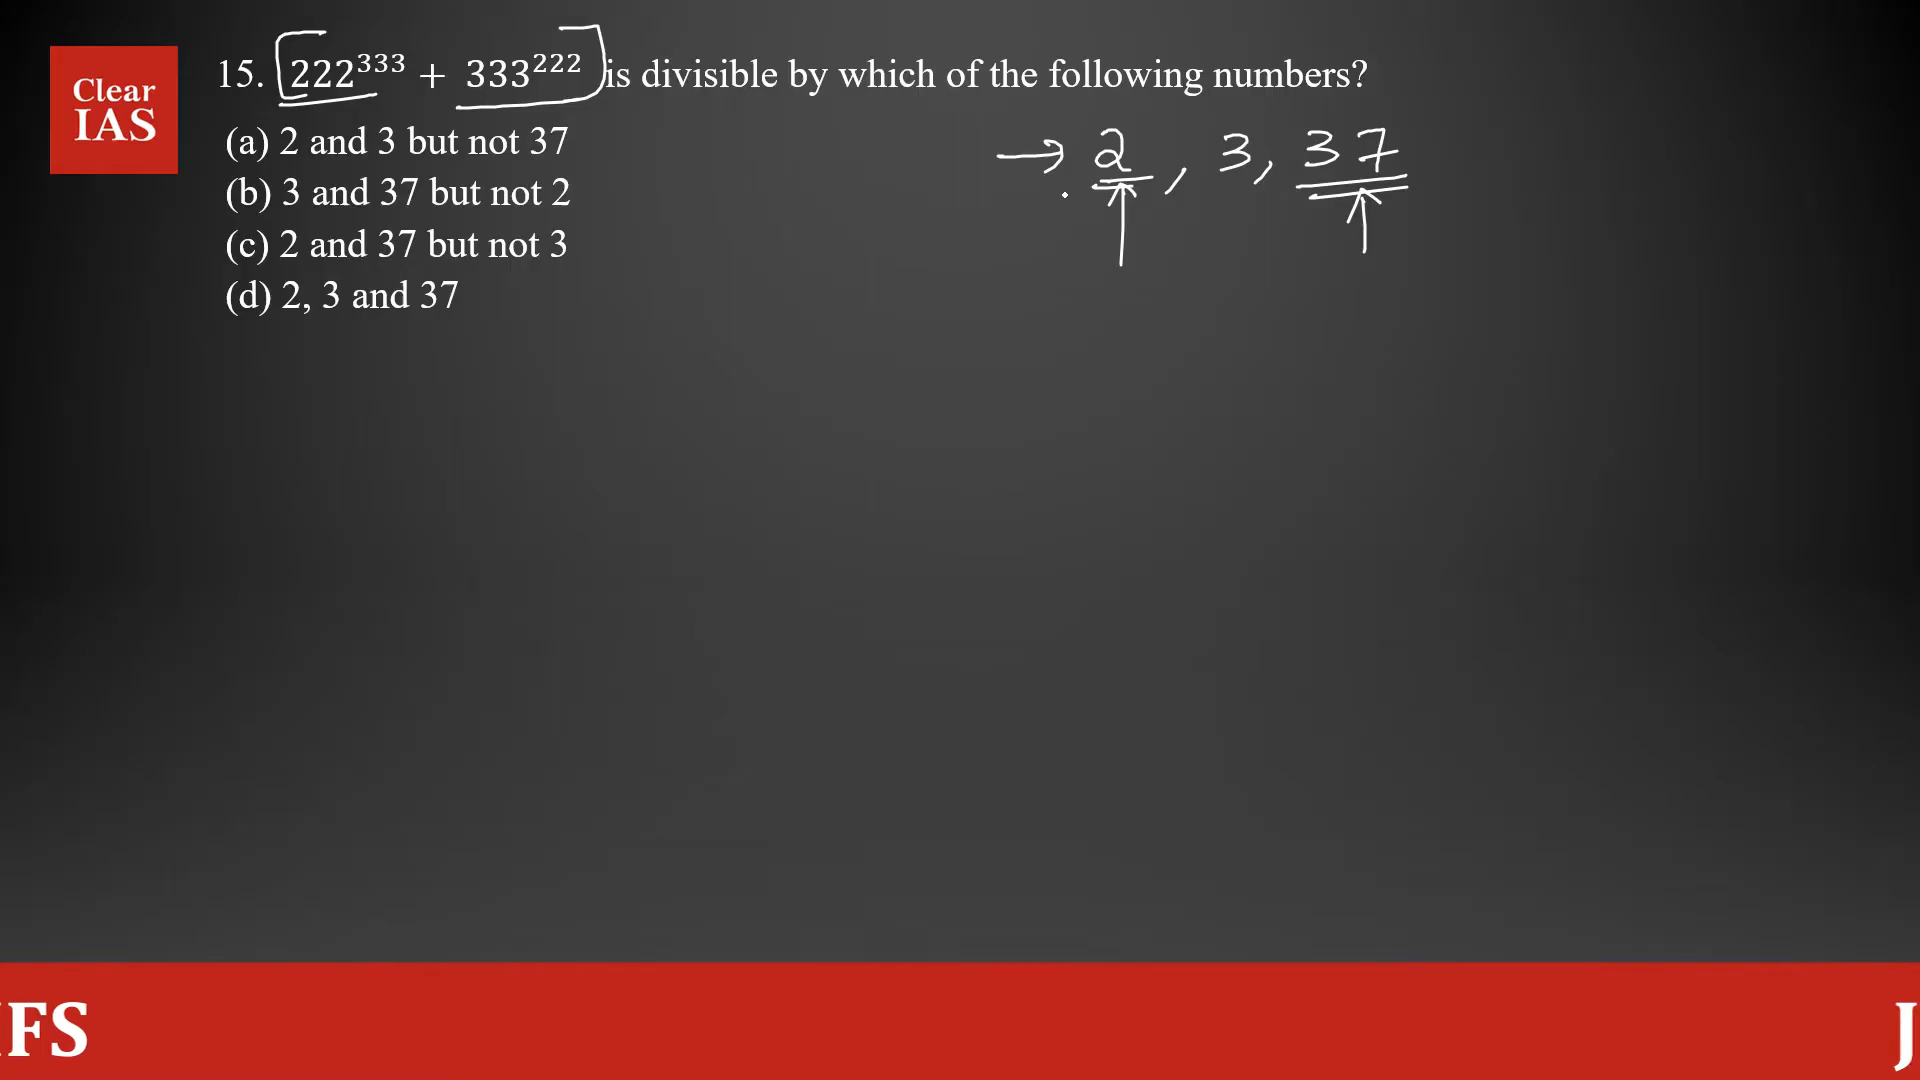 Clear
IAS
15. 222³³³ + 333²²² is divisible by which of the following numbers?
(a) 2 and 3 but not 37
(b) 3 and 37 but not 2
(c) 2 and 37 but not 3
(d) 2, 3 and 37
→ 2, 3, 37
FS
J